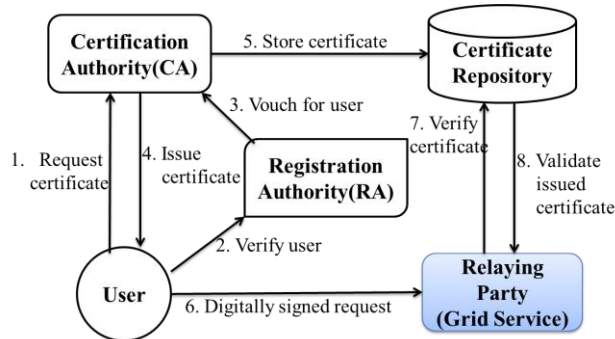 Certification
Authority(CA)
5. Store certificate
Certificate
Repository
3. Vouch for user
7. Verify
certificate
1. Request
certificate
4. Issue
certificate
Registration
Authority(RA)
8. Validate
issued
certificate
2. Verify user
User
6. Digitally signed request
Relaying
Party
(Grid Service)